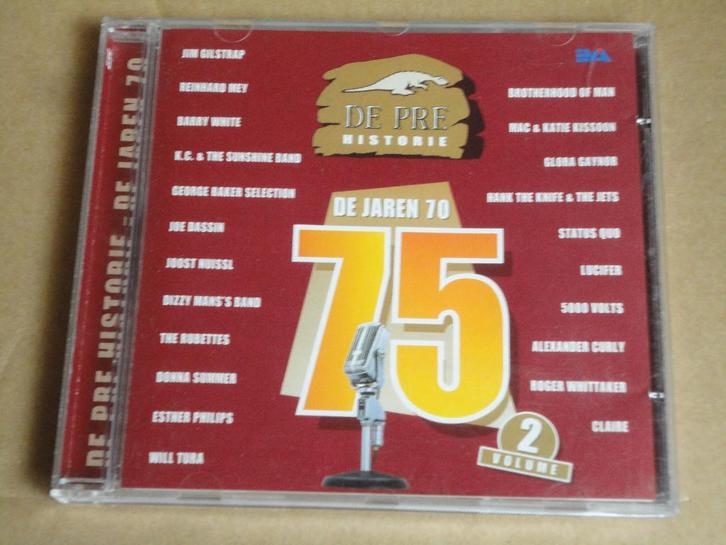 DE PRE HISTORIE - DE JAREN 70
JIM GILSTRAP
REINHARD MEY
BARRY WHITE
K.C. & THE SUNSHINE BAND
GEORGE BAKER SELECTION
JOE DASSIN
JOOST NUISSL
DIZZY MANS'S BAND
THE RUBETTES
DONNA SUMMER
ESTHER PHILIPS
WILL TURA
DE PRE
HISTORIE
DE JAREN 70
75
2
VOLUME
BROTHERHOOD OF MAN
MAC & KATIE KISSOON
GLORA GAYNOR
HANK THE KNIFE & THE JETS
STATUS QUO
LUCIFER
5000 VOLTS
ALEXANDER CURLY
ROGER WHITTAKER
CLAIRE